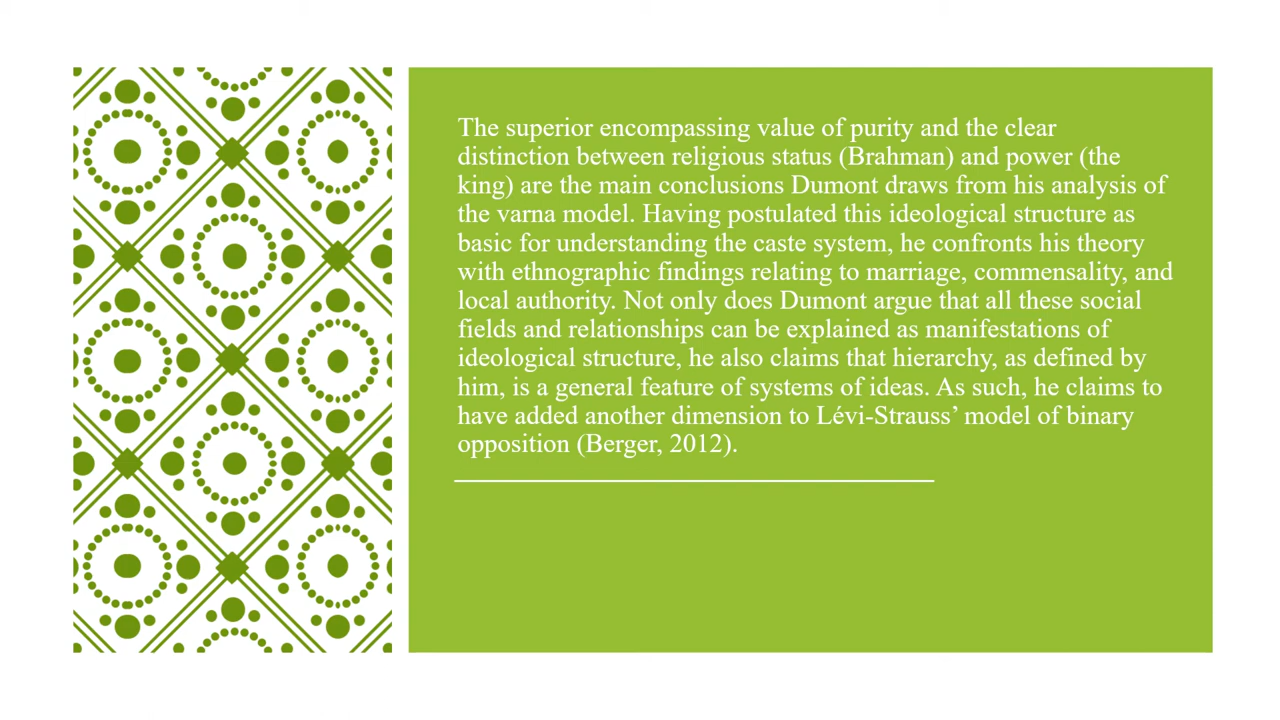 The superior encompassing value of purity and the clear
distinction between religious status (Brahman) and power (the
king) are the main conclusions Dumont draws from his analysis of
the varna model. Having postulated this ideological structure as
basic for understanding the caste system, he confronts his theory
with ethnographic findings relating to marriage, commensality, and
local authority. Not only does Dumont argue that all these social
fields and relationships can be explained as manifestations of
ideological structure, he also claims that hierarchy, as defined by
him, is a general feature of systems of ideas. As such, he claims to
have added another dimension to Lévi-Strauss’ model of binary
opposition (Berger, 2012).